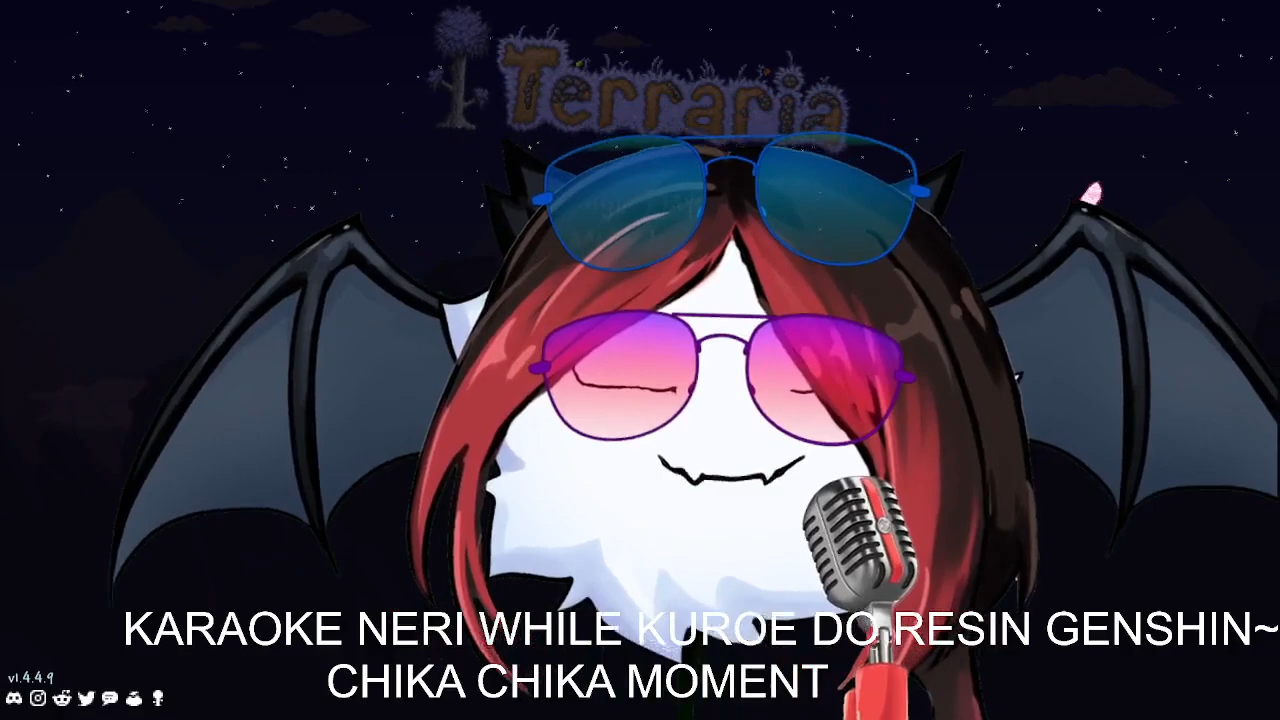 Terraria
KARAOKE NERI WHILE KUROE DO RESIN GENSHIN~
CHIKA CHIKA MOMENT
v1.4.4.9